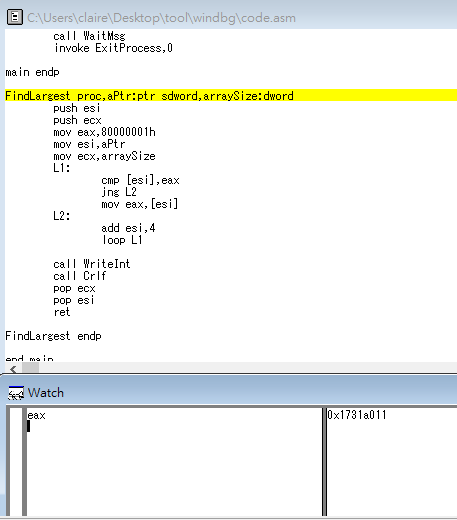 C:\Users\claire\Desktop\tool\windbg\code.asm
call WaitMsg
invoke ExitProcess,0
main endp
FindLargest proc,aPtr:ptr sdword,arraySize:dword
push esi
push ecx
mov eax,80000001h
mov esi,aPtr
mov ecx,arraySize
L1:
cmp [esi],eax
jng L2
mov eax,[esi]
L2:
add esi,4
loop L1
call WriteInt
call Crlf
pop ecx
pop esi
ret
FindLargest endp
end main
Watch
eax 0x1731a011